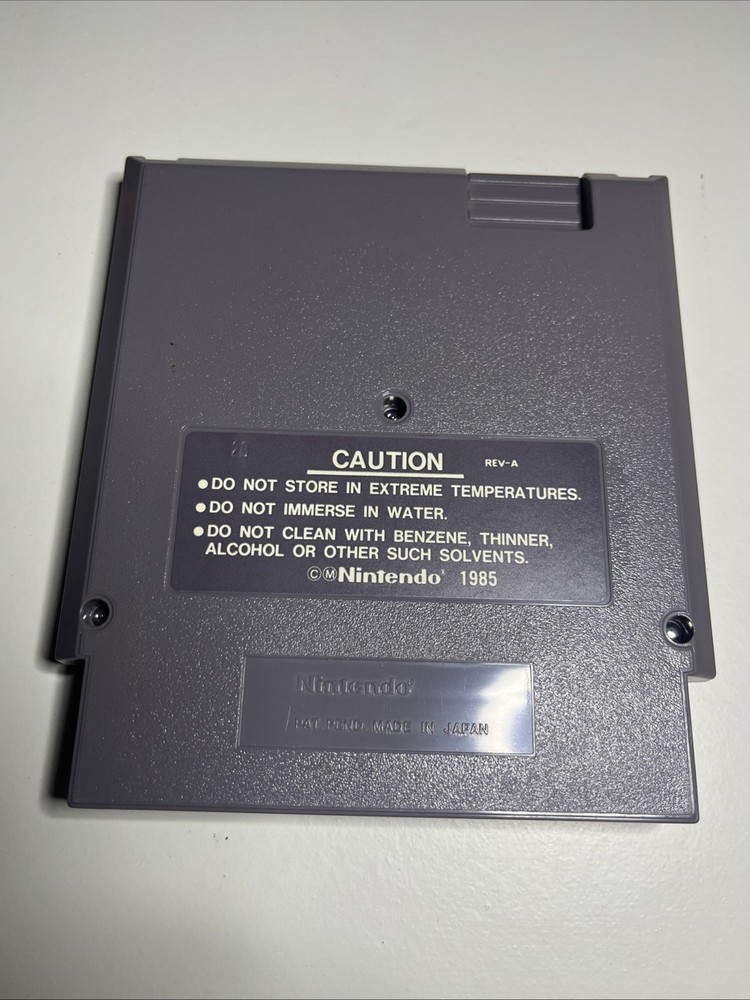 CAUTION REV-A
●DO NOT STORE IN EXTREME TEMPERATURES.
●DO NOT IMMERSE IN WATER.
●DO NOT CLEAN WITH BENZENE, THINNER,
ALCOHOL OR OTHER SUCH SOLVENTS.
©ⓂNintendo 1985
Nintendo
PAT. PEND. MADE IN JAPAN